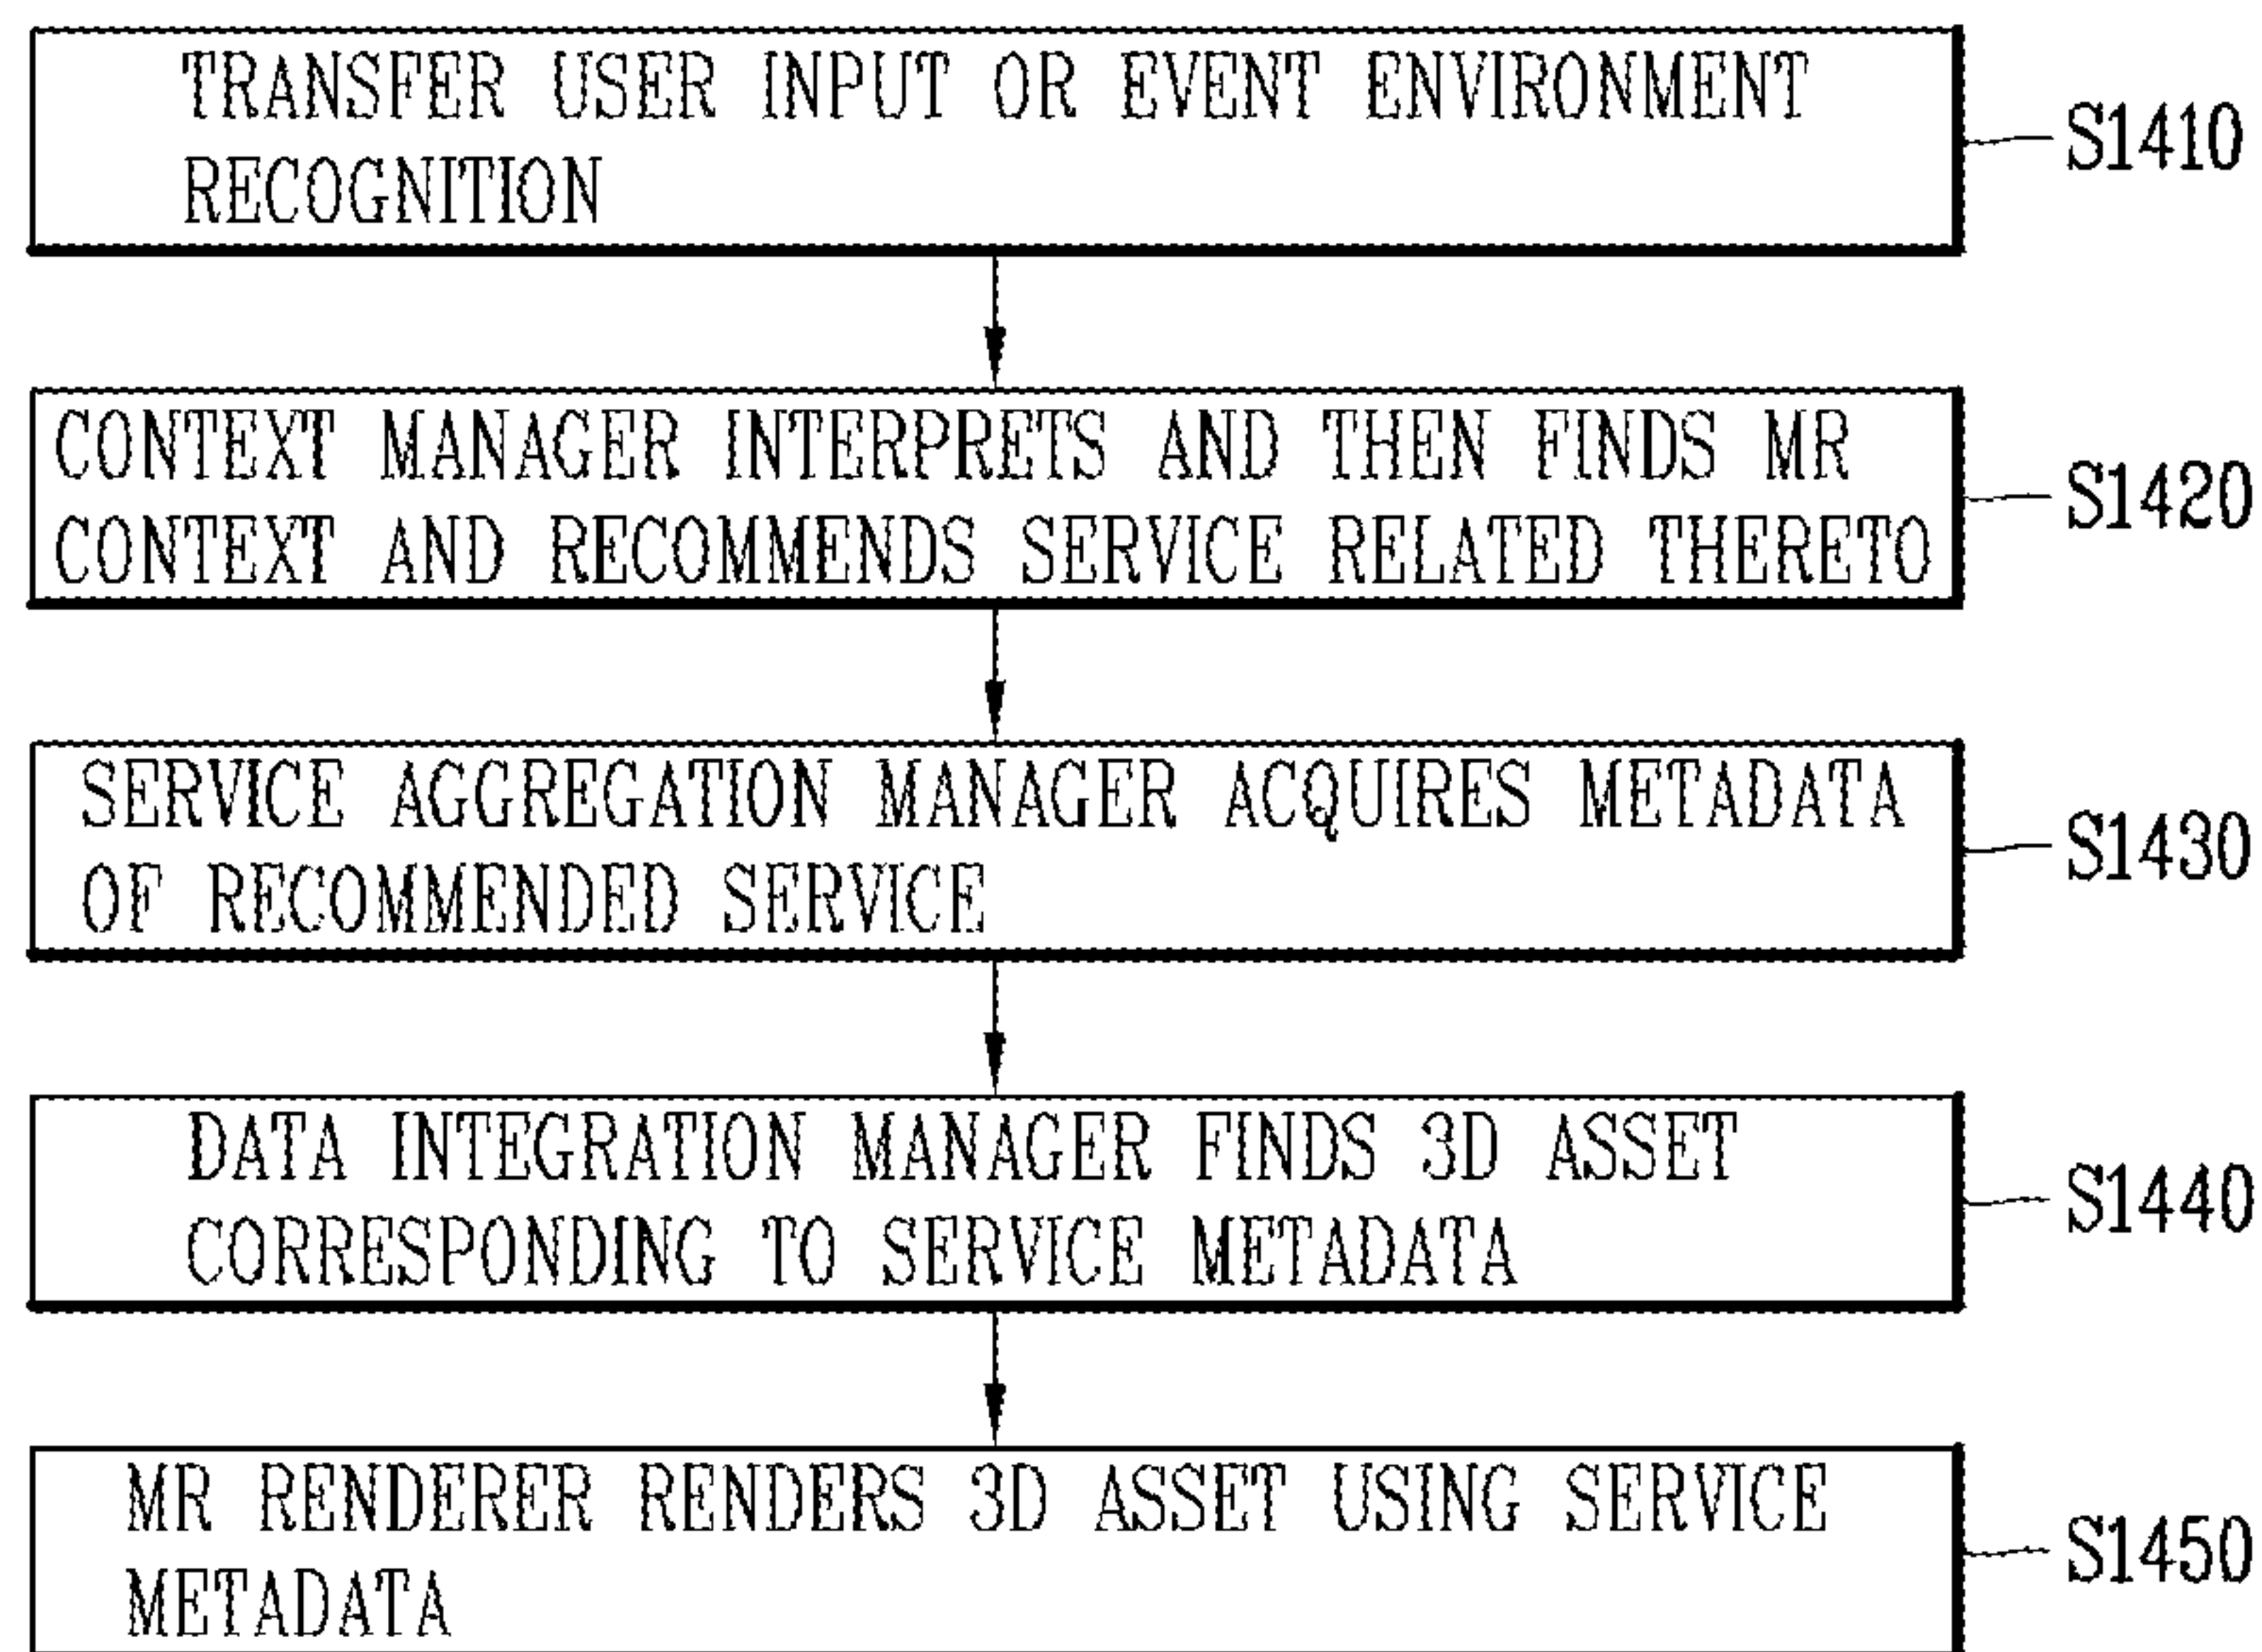 TRANSFER USER INPUT OR EVENT ENVIRONMENT
RECOGNITION
S1410
CONTEXT MANAGER INTERPRETS AND THEN FINDS MR
CONTEXT AND RECOMMENDS SERVICE RELATED THERETO
S1420
SERVICE AGGREGATION MANAGER ACQUIRES METADATA
OF RECOMMENDED SERVICE
S1430
DATA INTEGRATION MANAGER FINDS 3D ASSET
CORRESPONDING TO SERVICE METADATA
S1440
MR RENDERER RENDERS 3D ASSET USING SERVICE
METADATA
S1450